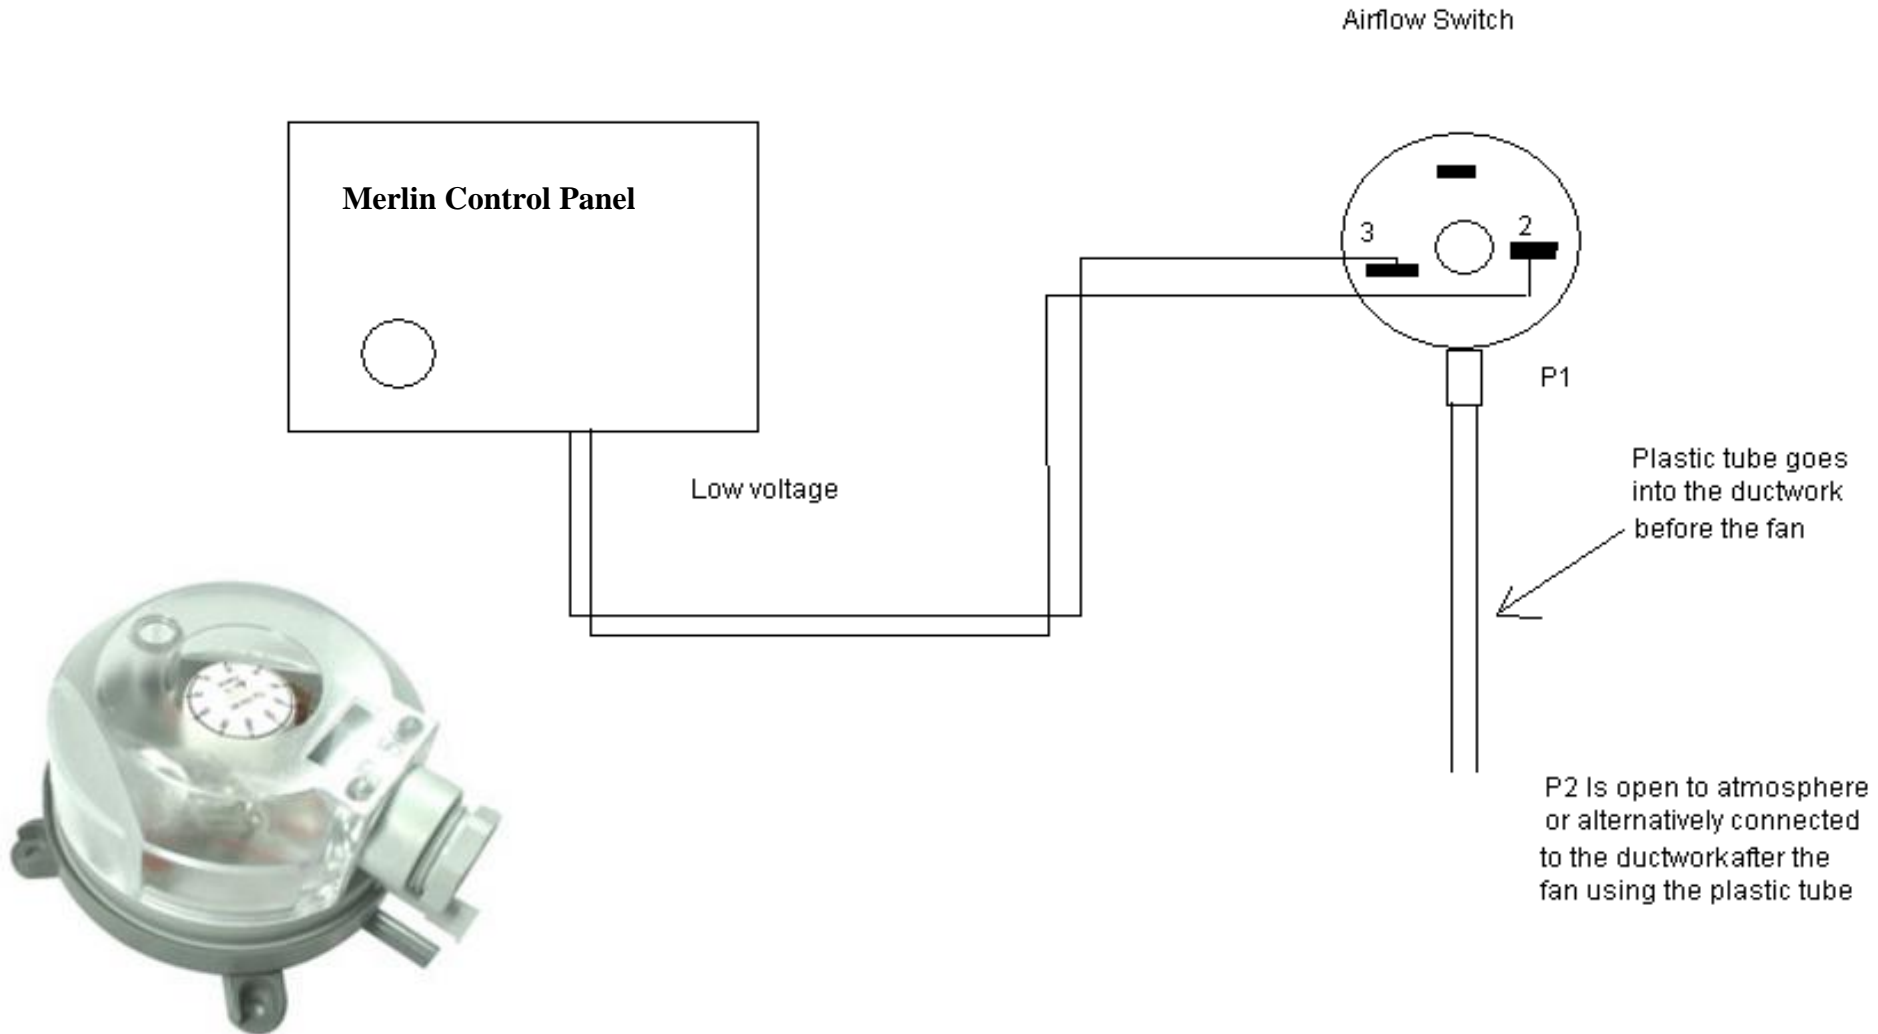 Airflow Switch
Merlin Control Panel
3
2
P1
Low voltage
Plastic tube goes
into the ductwork
before the fan
P2 Is open to atmosphere
or alternatively connected
to the ductworkafter the
fan using the plastic tube